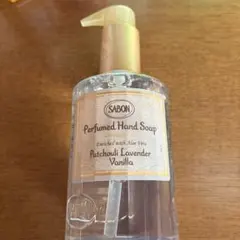 SABON
Perfumed Hand Soap
Enriched with Aloe Vera
Patchouli Lavender
Vanilla